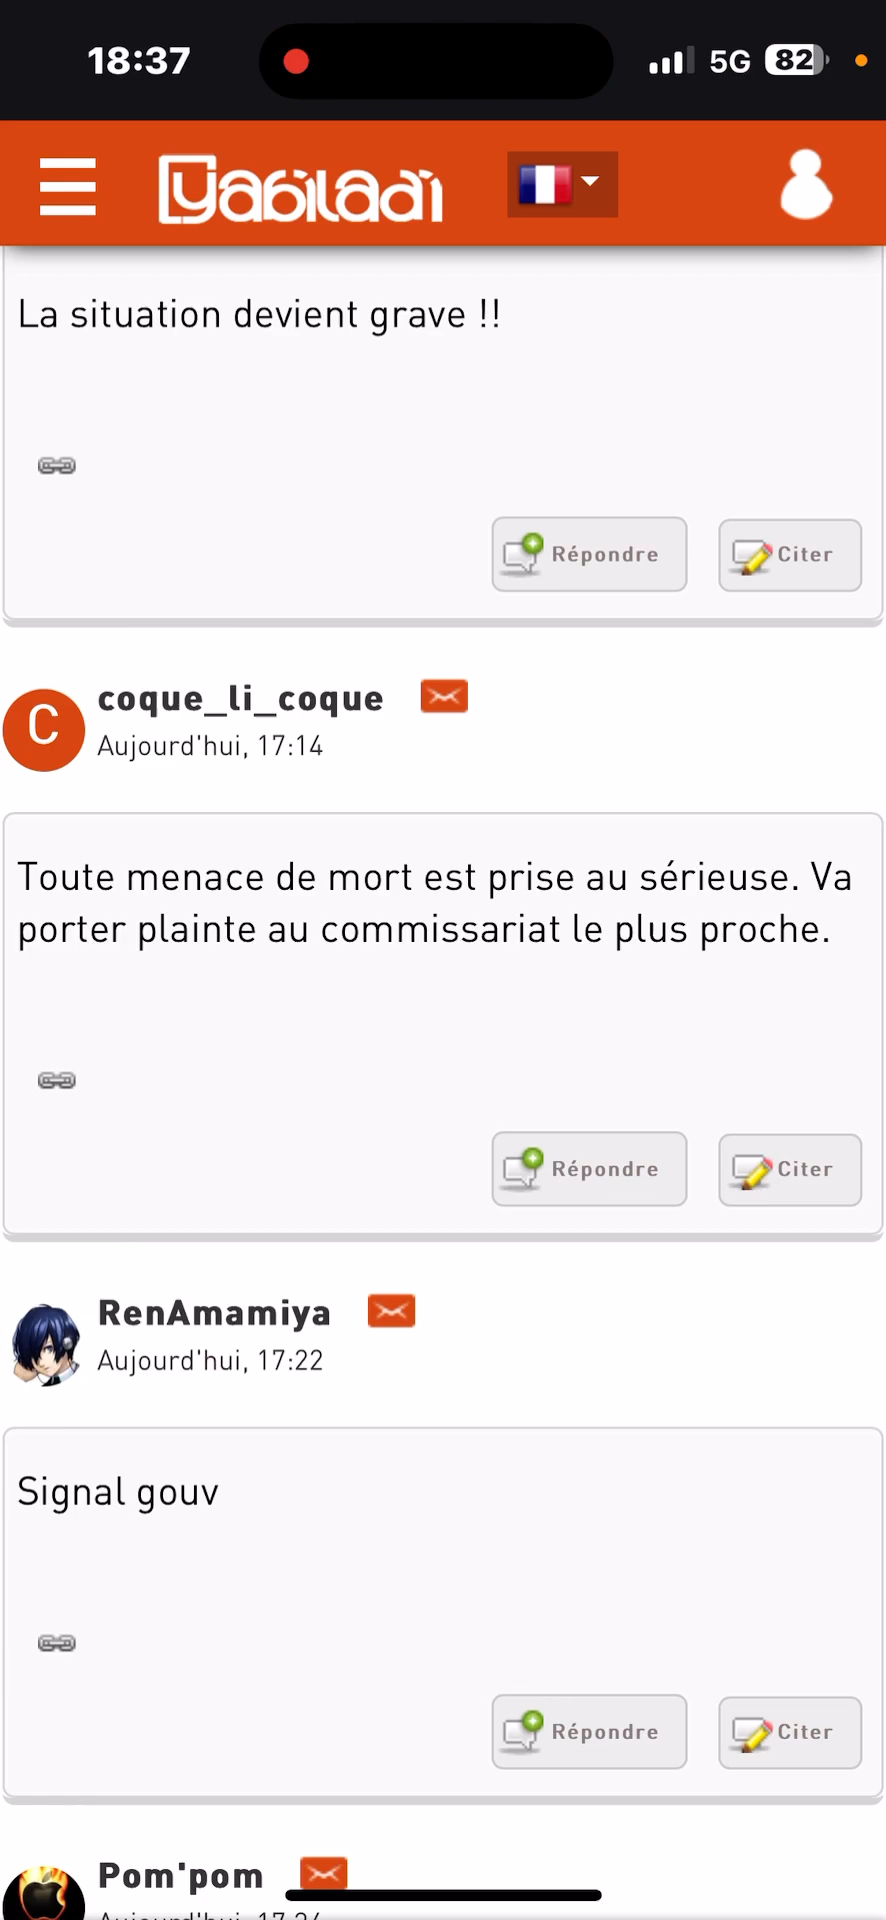 18:37
5G 82
yabiladi
La situation devient grave !!
Répondre Citer
C coque_li_coque
Aujourd'hui, 17:14
Toute menace de mort est prise au sérieuse. Va
porter plainte au commissariat le plus proche.
Répondre Citer
RenAmamiya
Aujourd'hui, 17:22
Signal gouv
Répondre Citer
Pom'pom